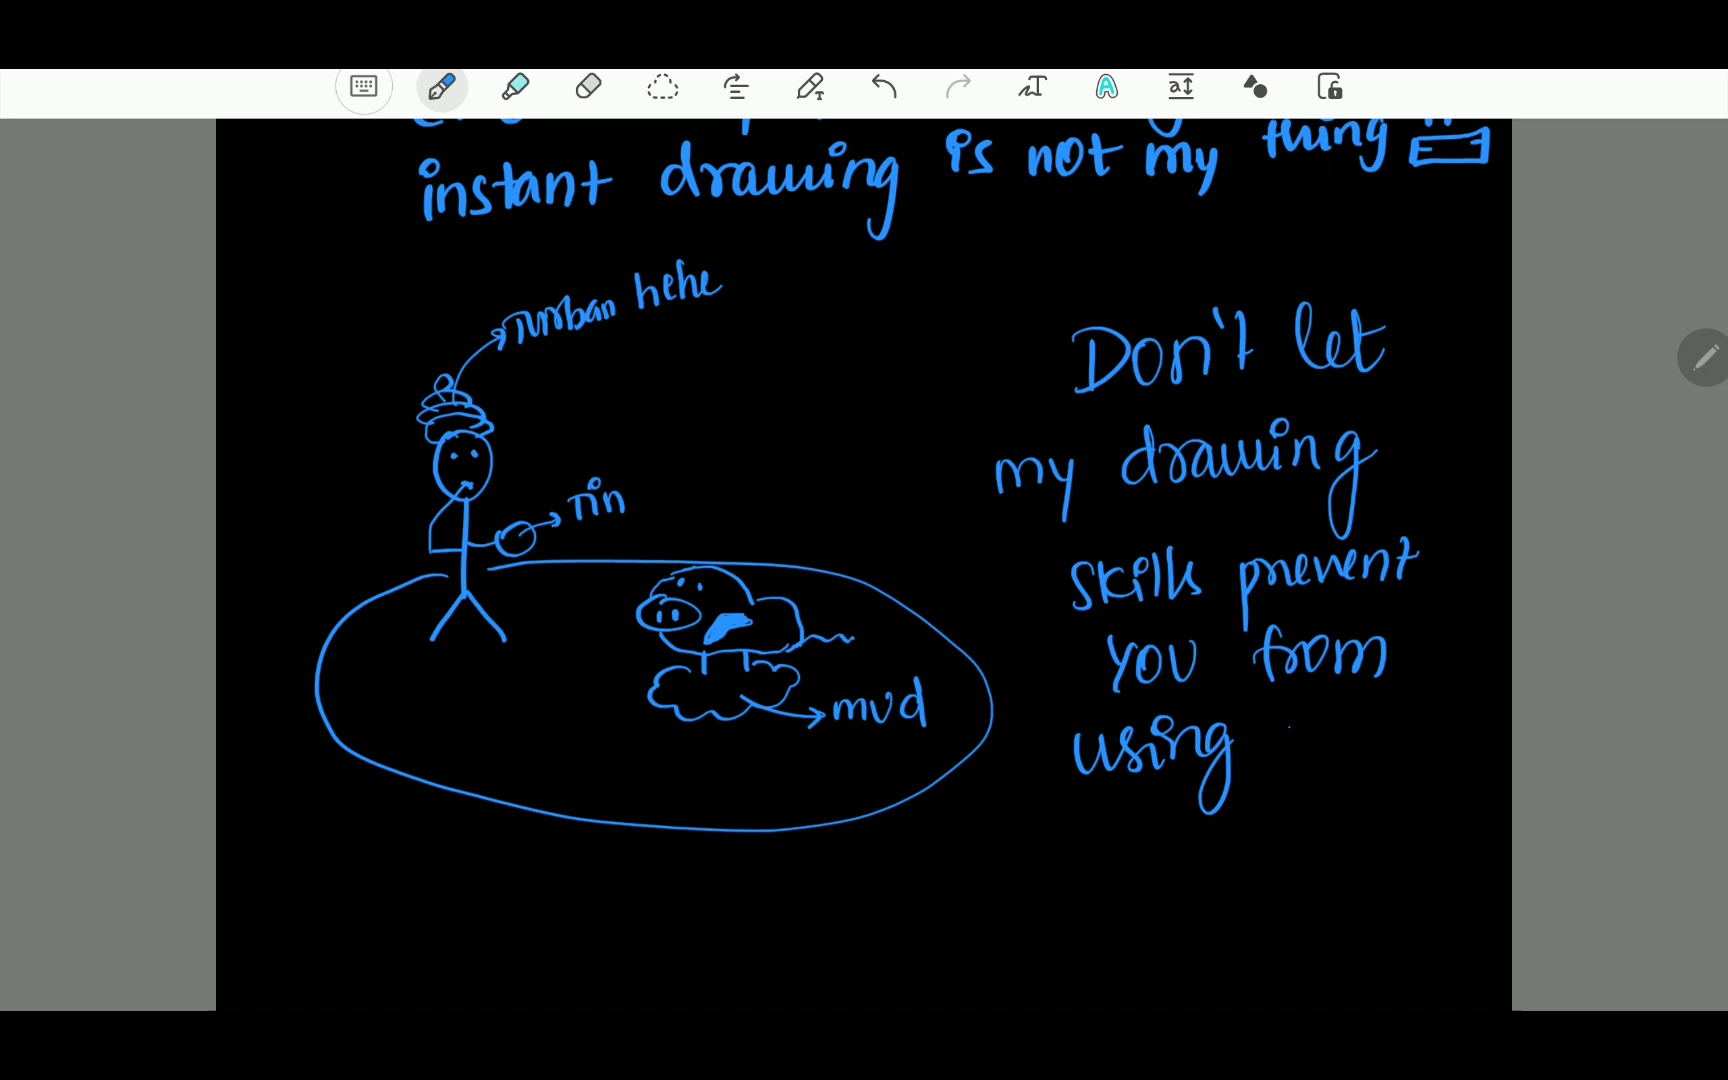 instant drawing is not my thing
Turban hehe
Tin
mud
Don't let
my drawing
skills prevent
you from
using